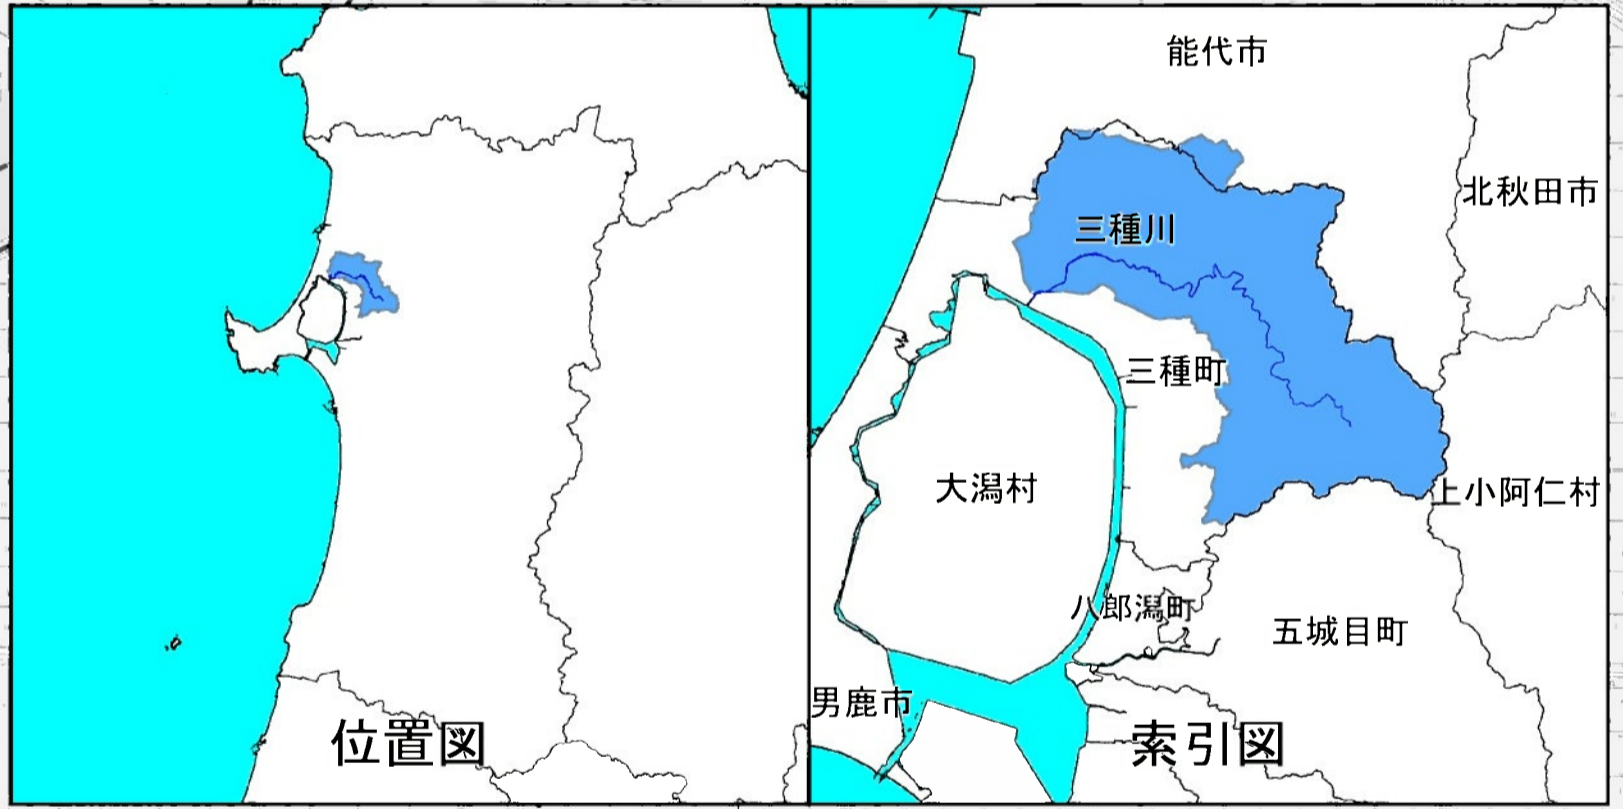 能代市
北秋田市
三種川
三種町
大潟村
上小阿仁村
八郎潟町
五城目町
男鹿市
位置図
索引図